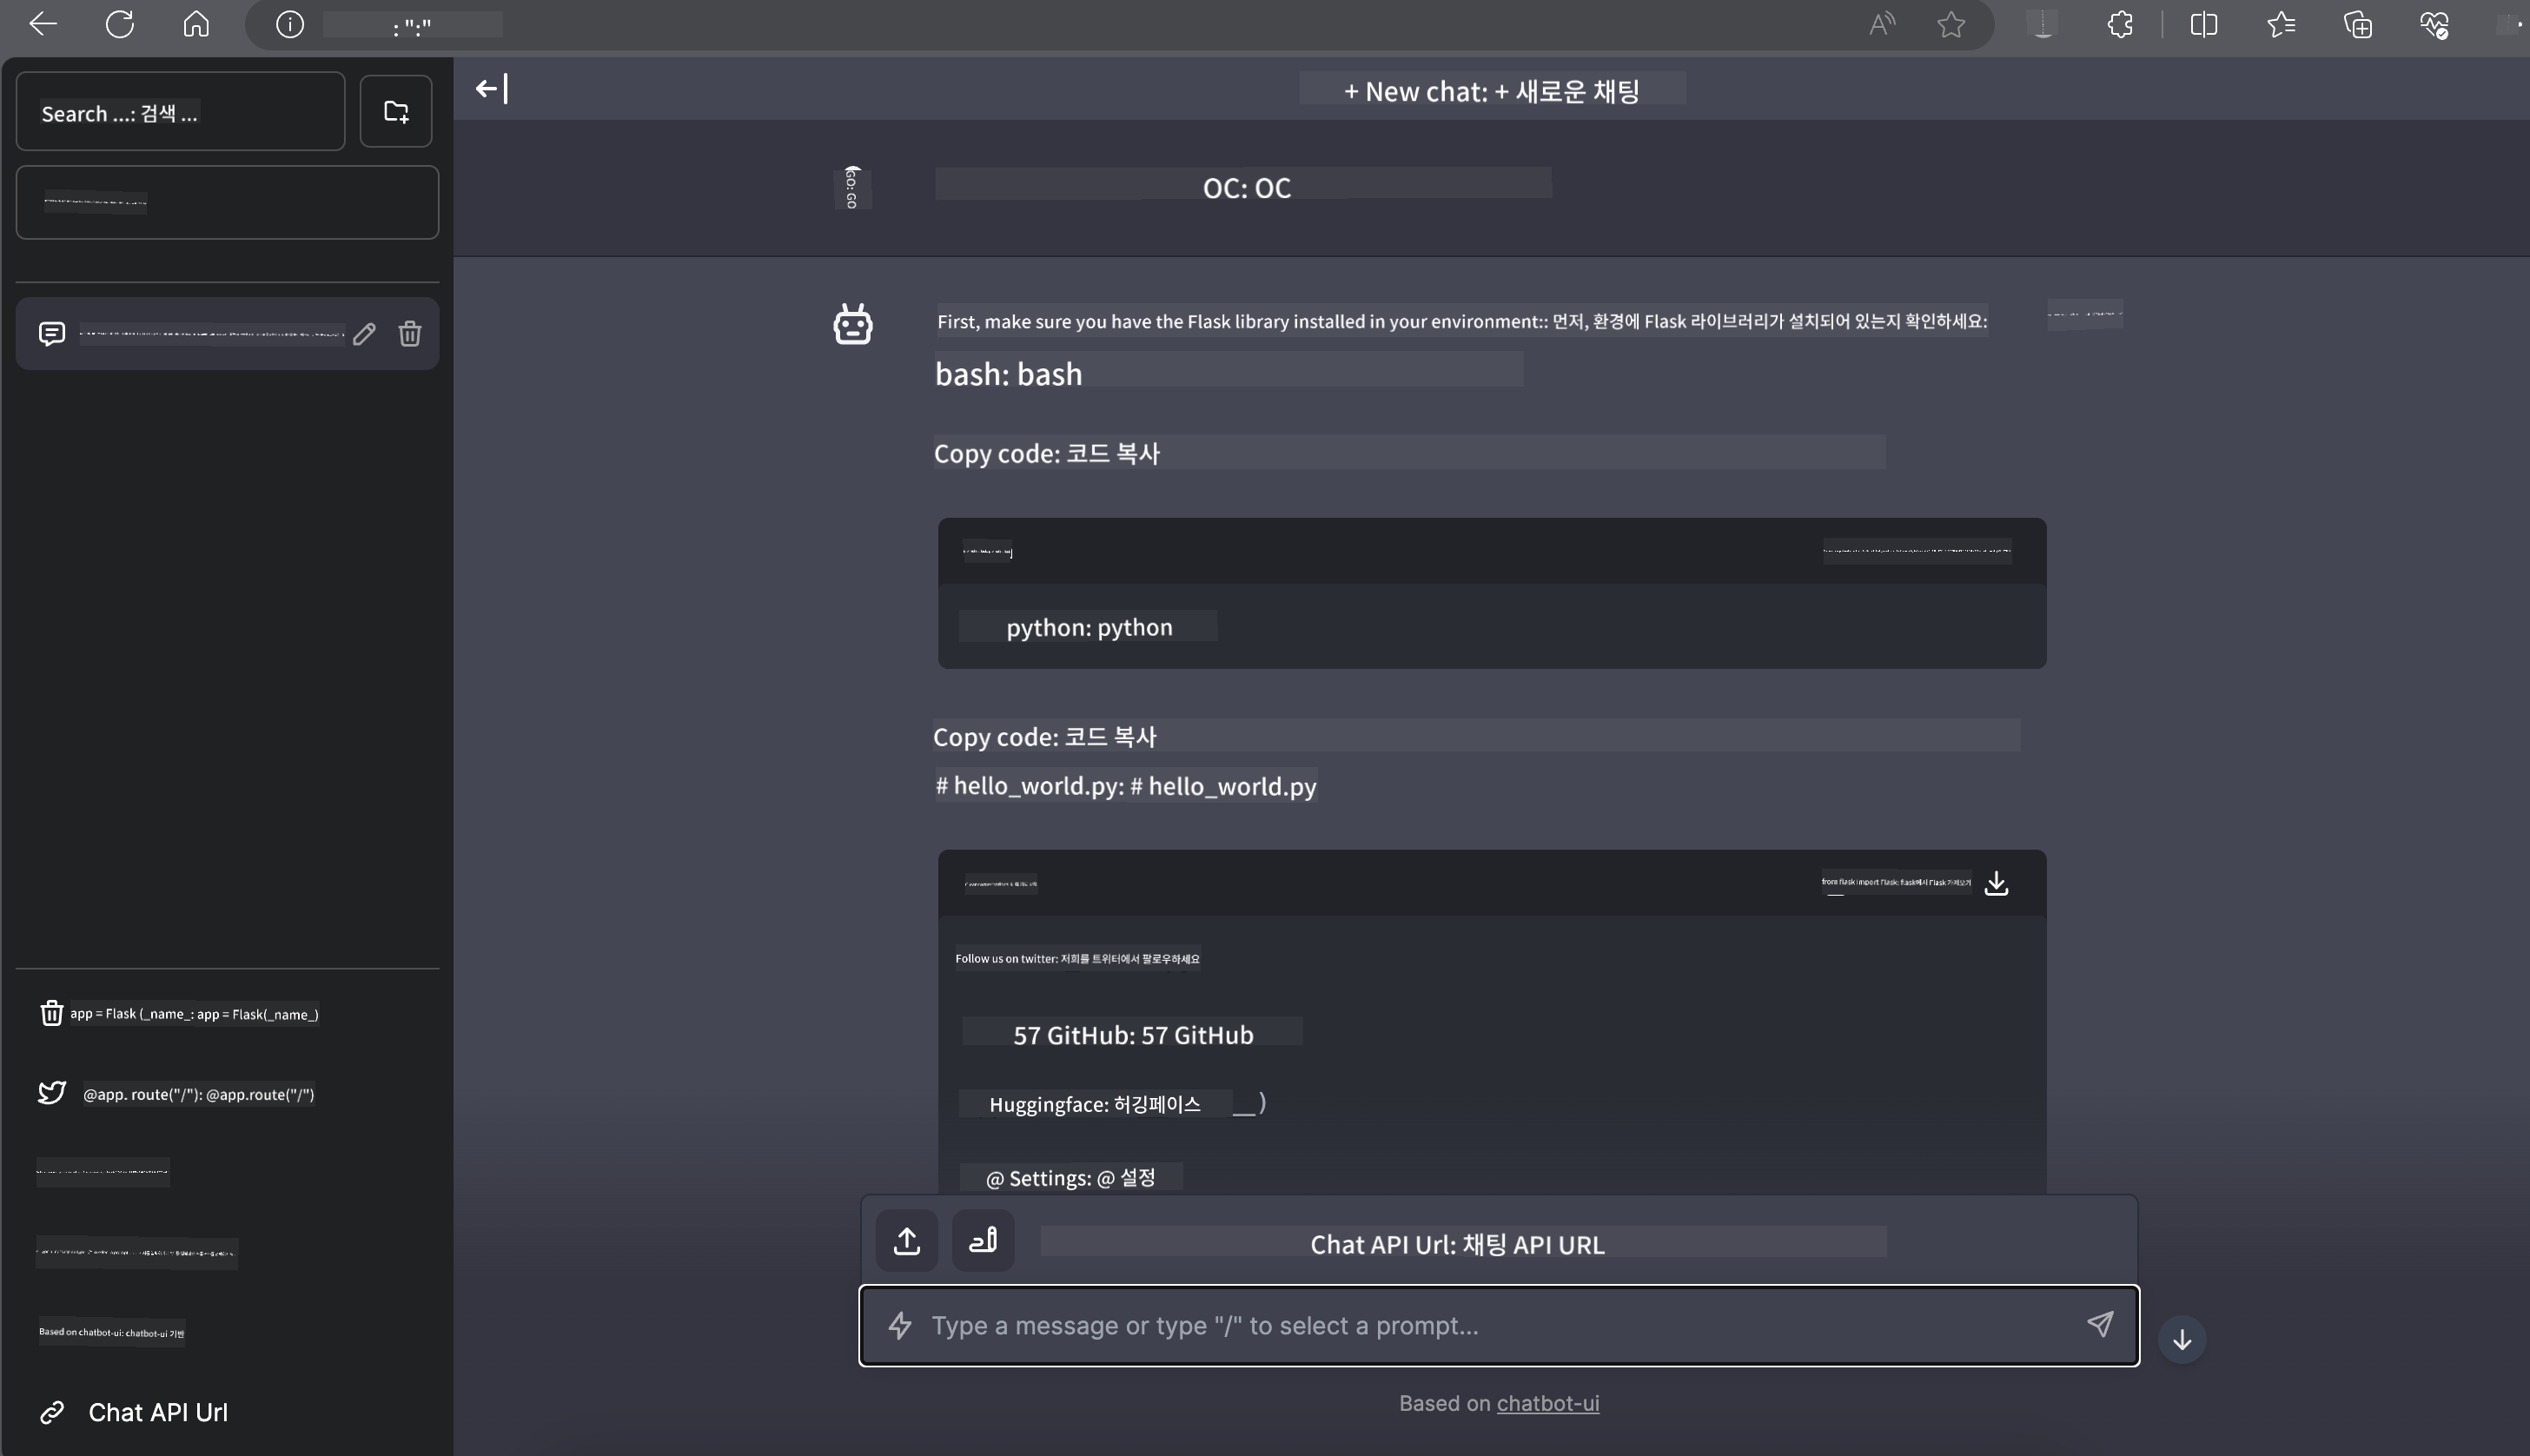 : ":"
Search ...: 검색 ...
+ New chat: + 새로운 채팅
GO: GO
OC: OC
First, make sure you have the Flask library installed in your environment:: 먼저, 환경에 Flask 라이브러리가 설치되어 있는지 확인하세요:
bash: bash
Copy code: 코드 복사
python: python
Copy code: 코드 복사
# hello_world.py: # hello_world.py
from flask import Flask: flask에서 Flask 가져오기
Follow us on twitter: 저희를 트위터에서 팔로우하세요
57 GitHub: 57 GitHub
Huggingface: 허깅페이스 __)
@ Settings: @ 설정
app = Flask (_name_: app = Flask(_name_)
@app. route("/"): @app.route("/")
Based on chatbot-ui: chatbot-ui 기반
Chat API Url
Chat API Url: 채팅 API URL
Type a message or type "/" to select a prompt...
Based on chatbot-ui